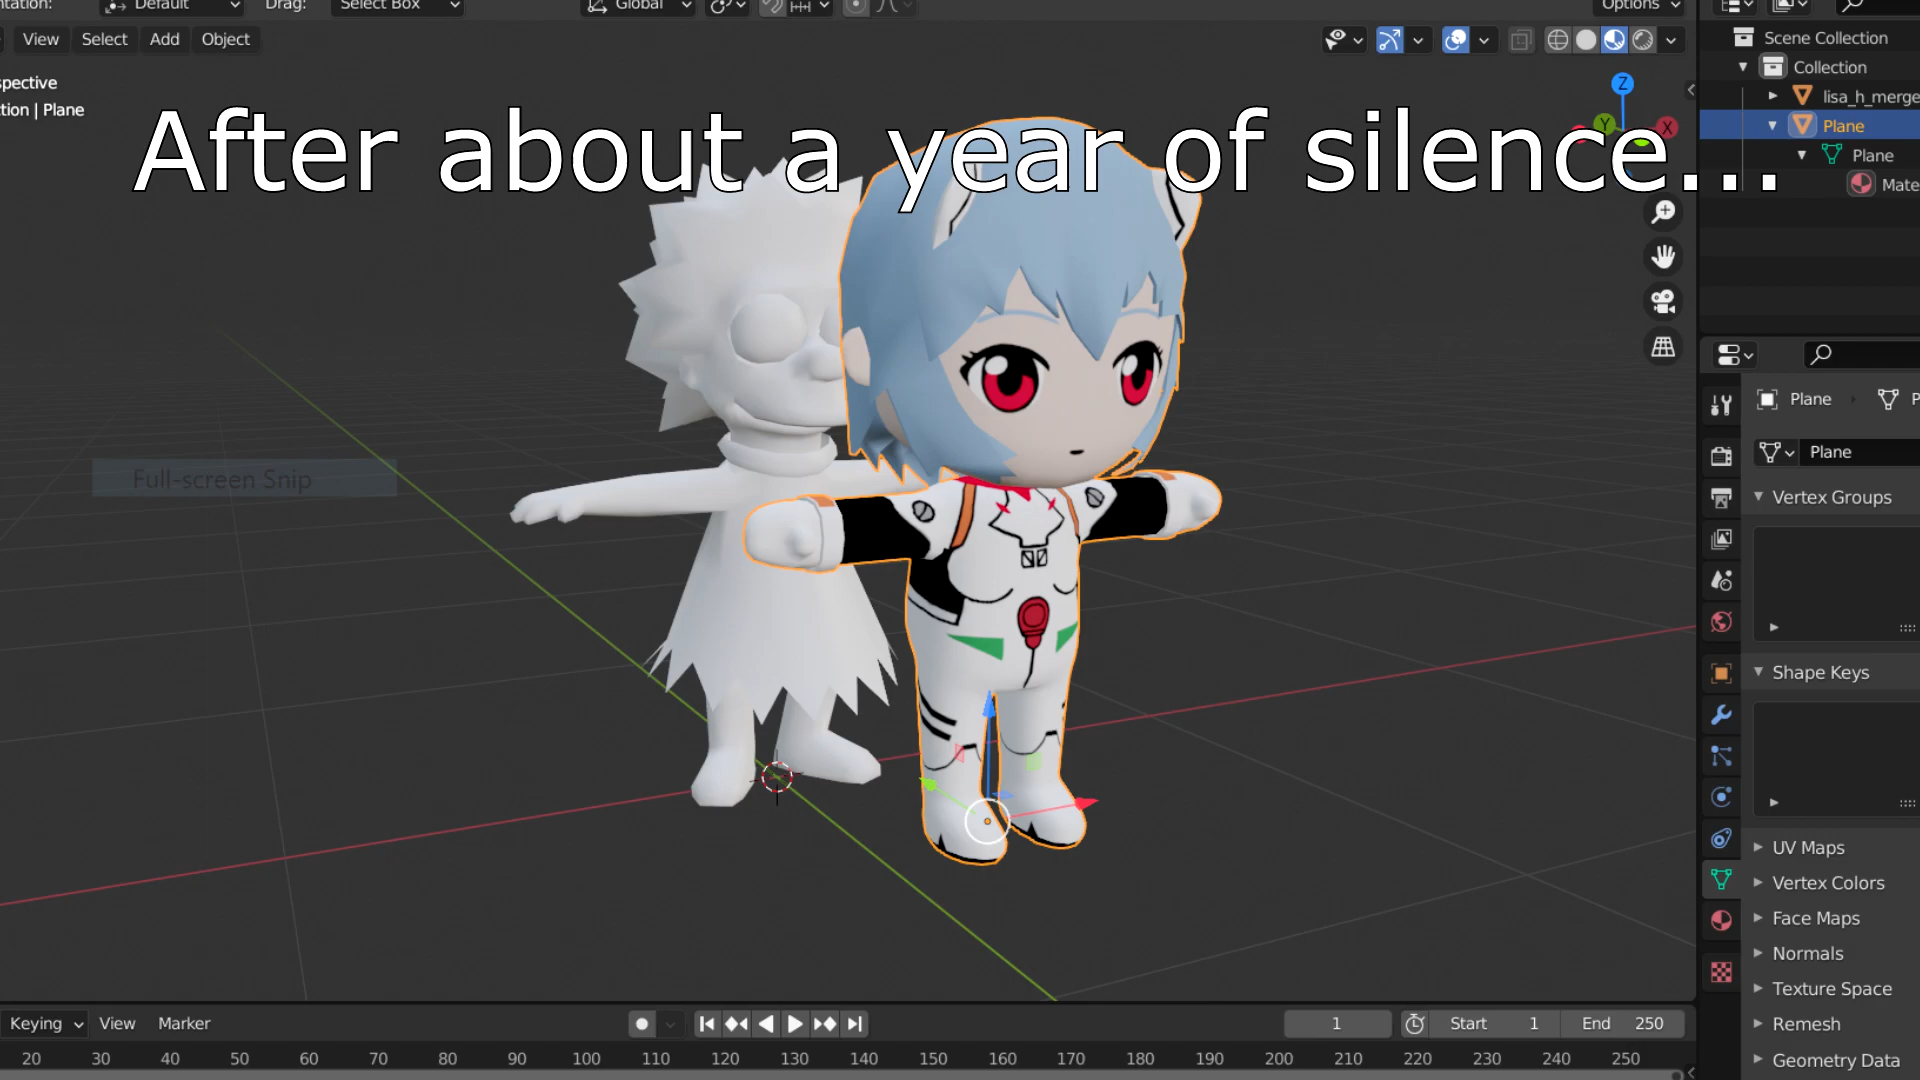 ntation:
Default
Drag:
Select Box
Global
Options
View
Select
Add
Object
spective
tion | Plane
Scene Collection
Collection
lisa_h_merge
Plane
Plane
Mate
Z
Y
X
After about a year of silence...
Full-screen Snip
Plane
P
Plane
Vertex Groups
Shape Keys
UV Maps
Vertex Colors
Face Maps
Normals
Texture Space
Remesh
Geometry Data
Keying
View
Marker
1
Start 1
End 250
20 30 40 50 60 70 80 90 100 110 120 130 140 150 160 170 180 190 200 210 220 230 240 250